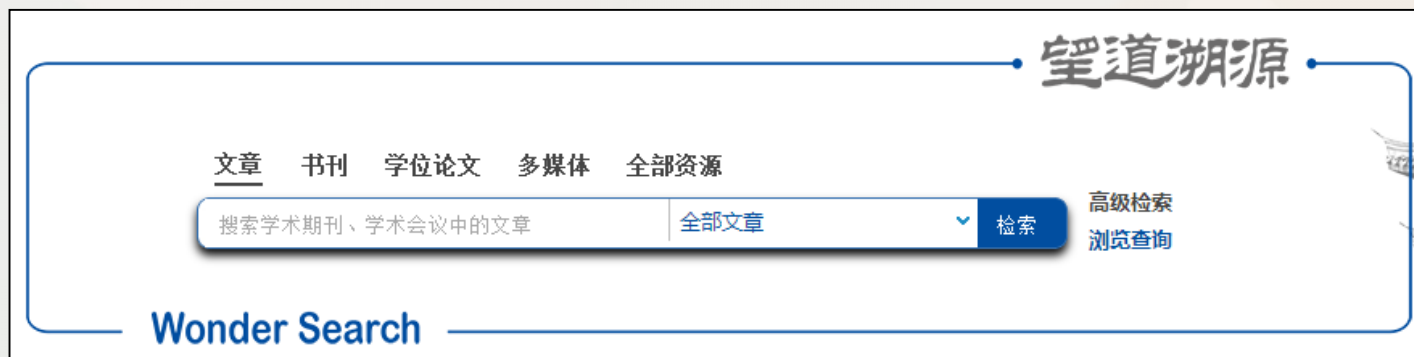 望道溯源
文章 书刊 学位论文 多媒体 全部资源
搜索学术期刊、学术会议中的文章 全部文章 检索
高级检索
浏览查询
Wonder Search